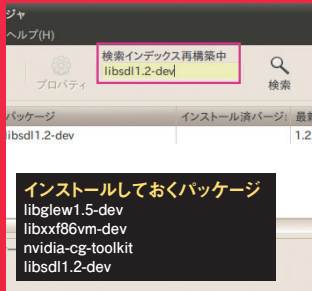 ジャ
ヘルプ(H)
プロパティ
検索インデックス再構築中
libsdl1.2-dev
検索
パッケージ インストール済バージ: 最新
libsdl1.2-dev 1.2
インストールしておくパッケージ
libglew1.5-dev
libxxf86vm-dev
nvidia-cg-toolkit
libsdl1.2-dev